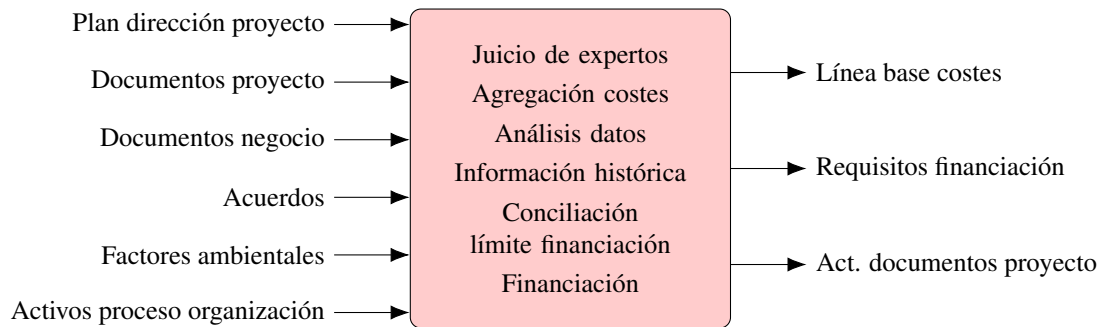 Plan dirección proyecto
Documentos proyecto
Documentos negocio
Acuerdos
Factores ambientales
Activos proceso organización
Juicio de expertos
Agregación costes
Análisis datos
Información histórica
Conciliación
límite financiación
Financiación
Línea base costes
Requisitos financiación
Act. documentos proyecto